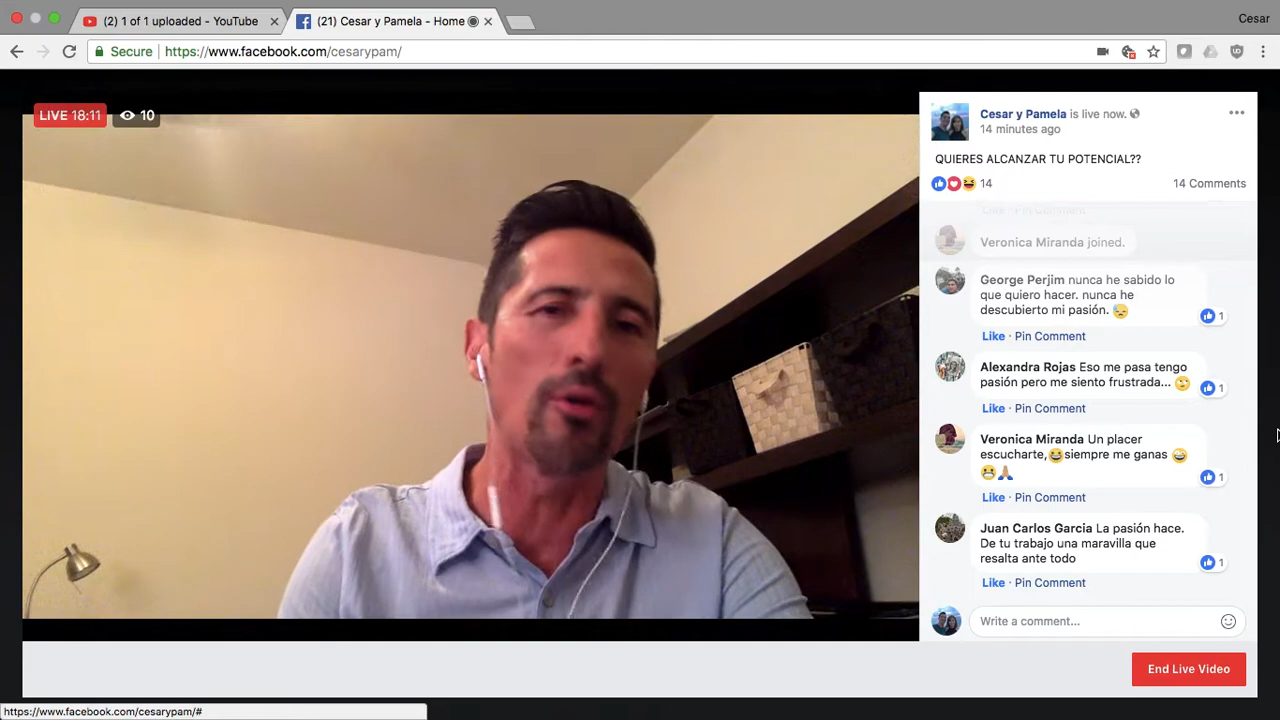 (2) 1 of 1 uploaded - YouTube
(21) Cesar y Pamela - Home
Cesar
Secure
https://www.facebook.com/cesarypam/
LIVE 18:11
10
Cesar y Pamela is live now.
14 minutes ago
QUIERES ALCANZAR TU POTENCIAL??
14
14 Comments
Like · Pin Comment
Veronica Miranda joined.
George Perjim nunca he sabido lo
que quiero hacer. nunca he
descubierto mi pasión. 😓
1
Like · Pin Comment
Alexandra Rojas Eso me pasa tengo
pasión pero me siento frustrada... 🙄
1
Like · Pin Comment
Veronica Miranda Un placer
escucharte,😄siempre me ganas 😄
😄🙏
1
Like · Pin Comment
Juan Carlos Garcia La pasión hace.
De tu trabajo una maravilla que
resalta ante todo
1
Like · Pin Comment
Write a comment...
End Live Video
https://www.facebook.com/cesarypam/#